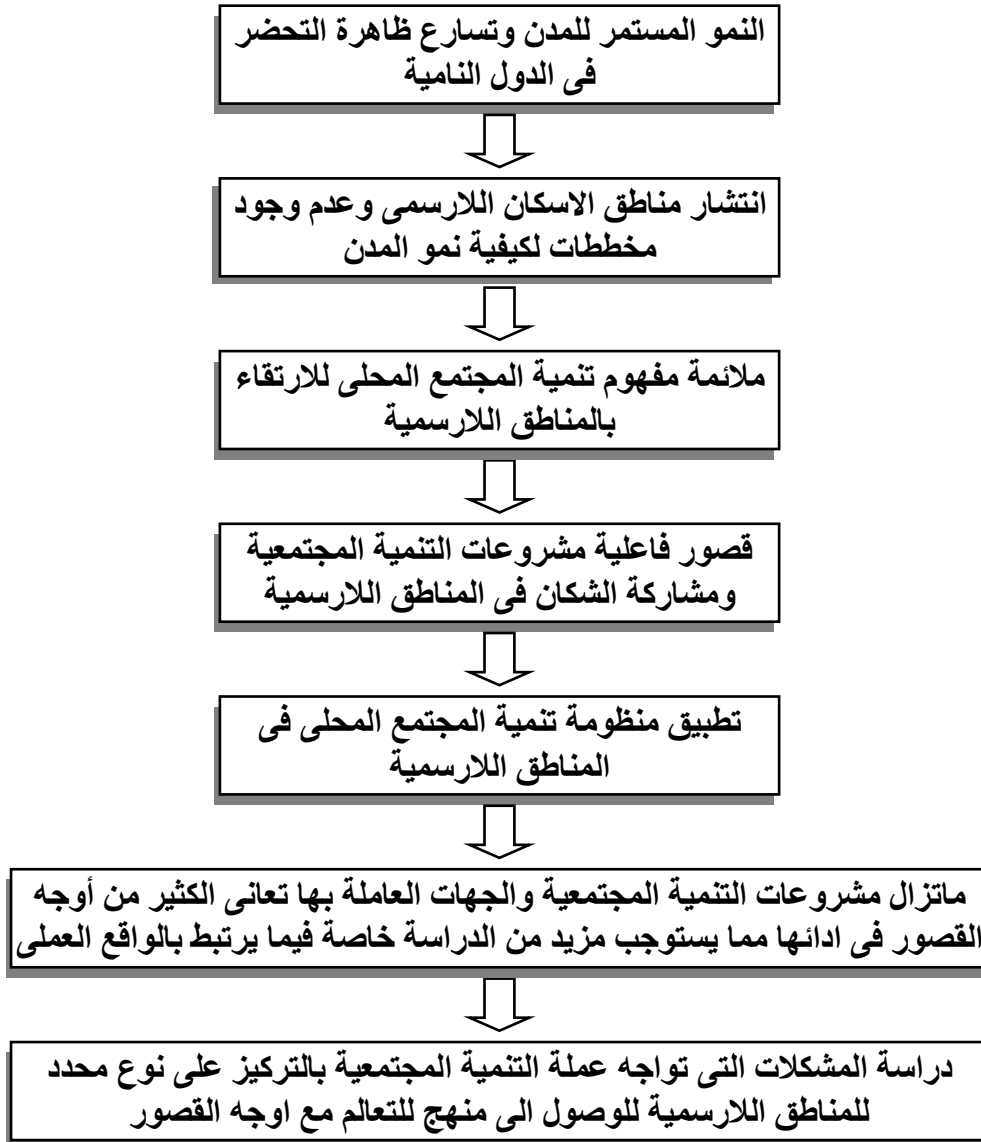 النمو المستمر للمدن وتسارع ظاهرة التحضر
فى الدول النامية
انتشار مناطق الاسكان اللارسمى وعدم وجود
مخططات لكيفية نمو المدن
ملائمة مفهوم تنمية المجتمع المحلى للارتقاء
بالمناطق اللارسمية
قصور فاعلية مشروعات التنمية المجتمعية
ومشاركة الشكان فى المناطق اللارسمية
تطبيق منظومة تنمية المجتمع المحلى فى
المناطق اللارسمية
ماتزال مشروعات التنمية المجتمعية والجهات العاملة بها تعانى الكثير من أوجه
القصور فى ادائها مما يستوجب مزيد من الدراسة خاصة فيما يرتبط بالواقع العملى
دراسة المشكلات التى تواجه عملة التنمية المجتمعية بالتركيز على نوع محدد
للمناطق اللارسمية للوصول الى منهج للتعالم مع اوجه القصور